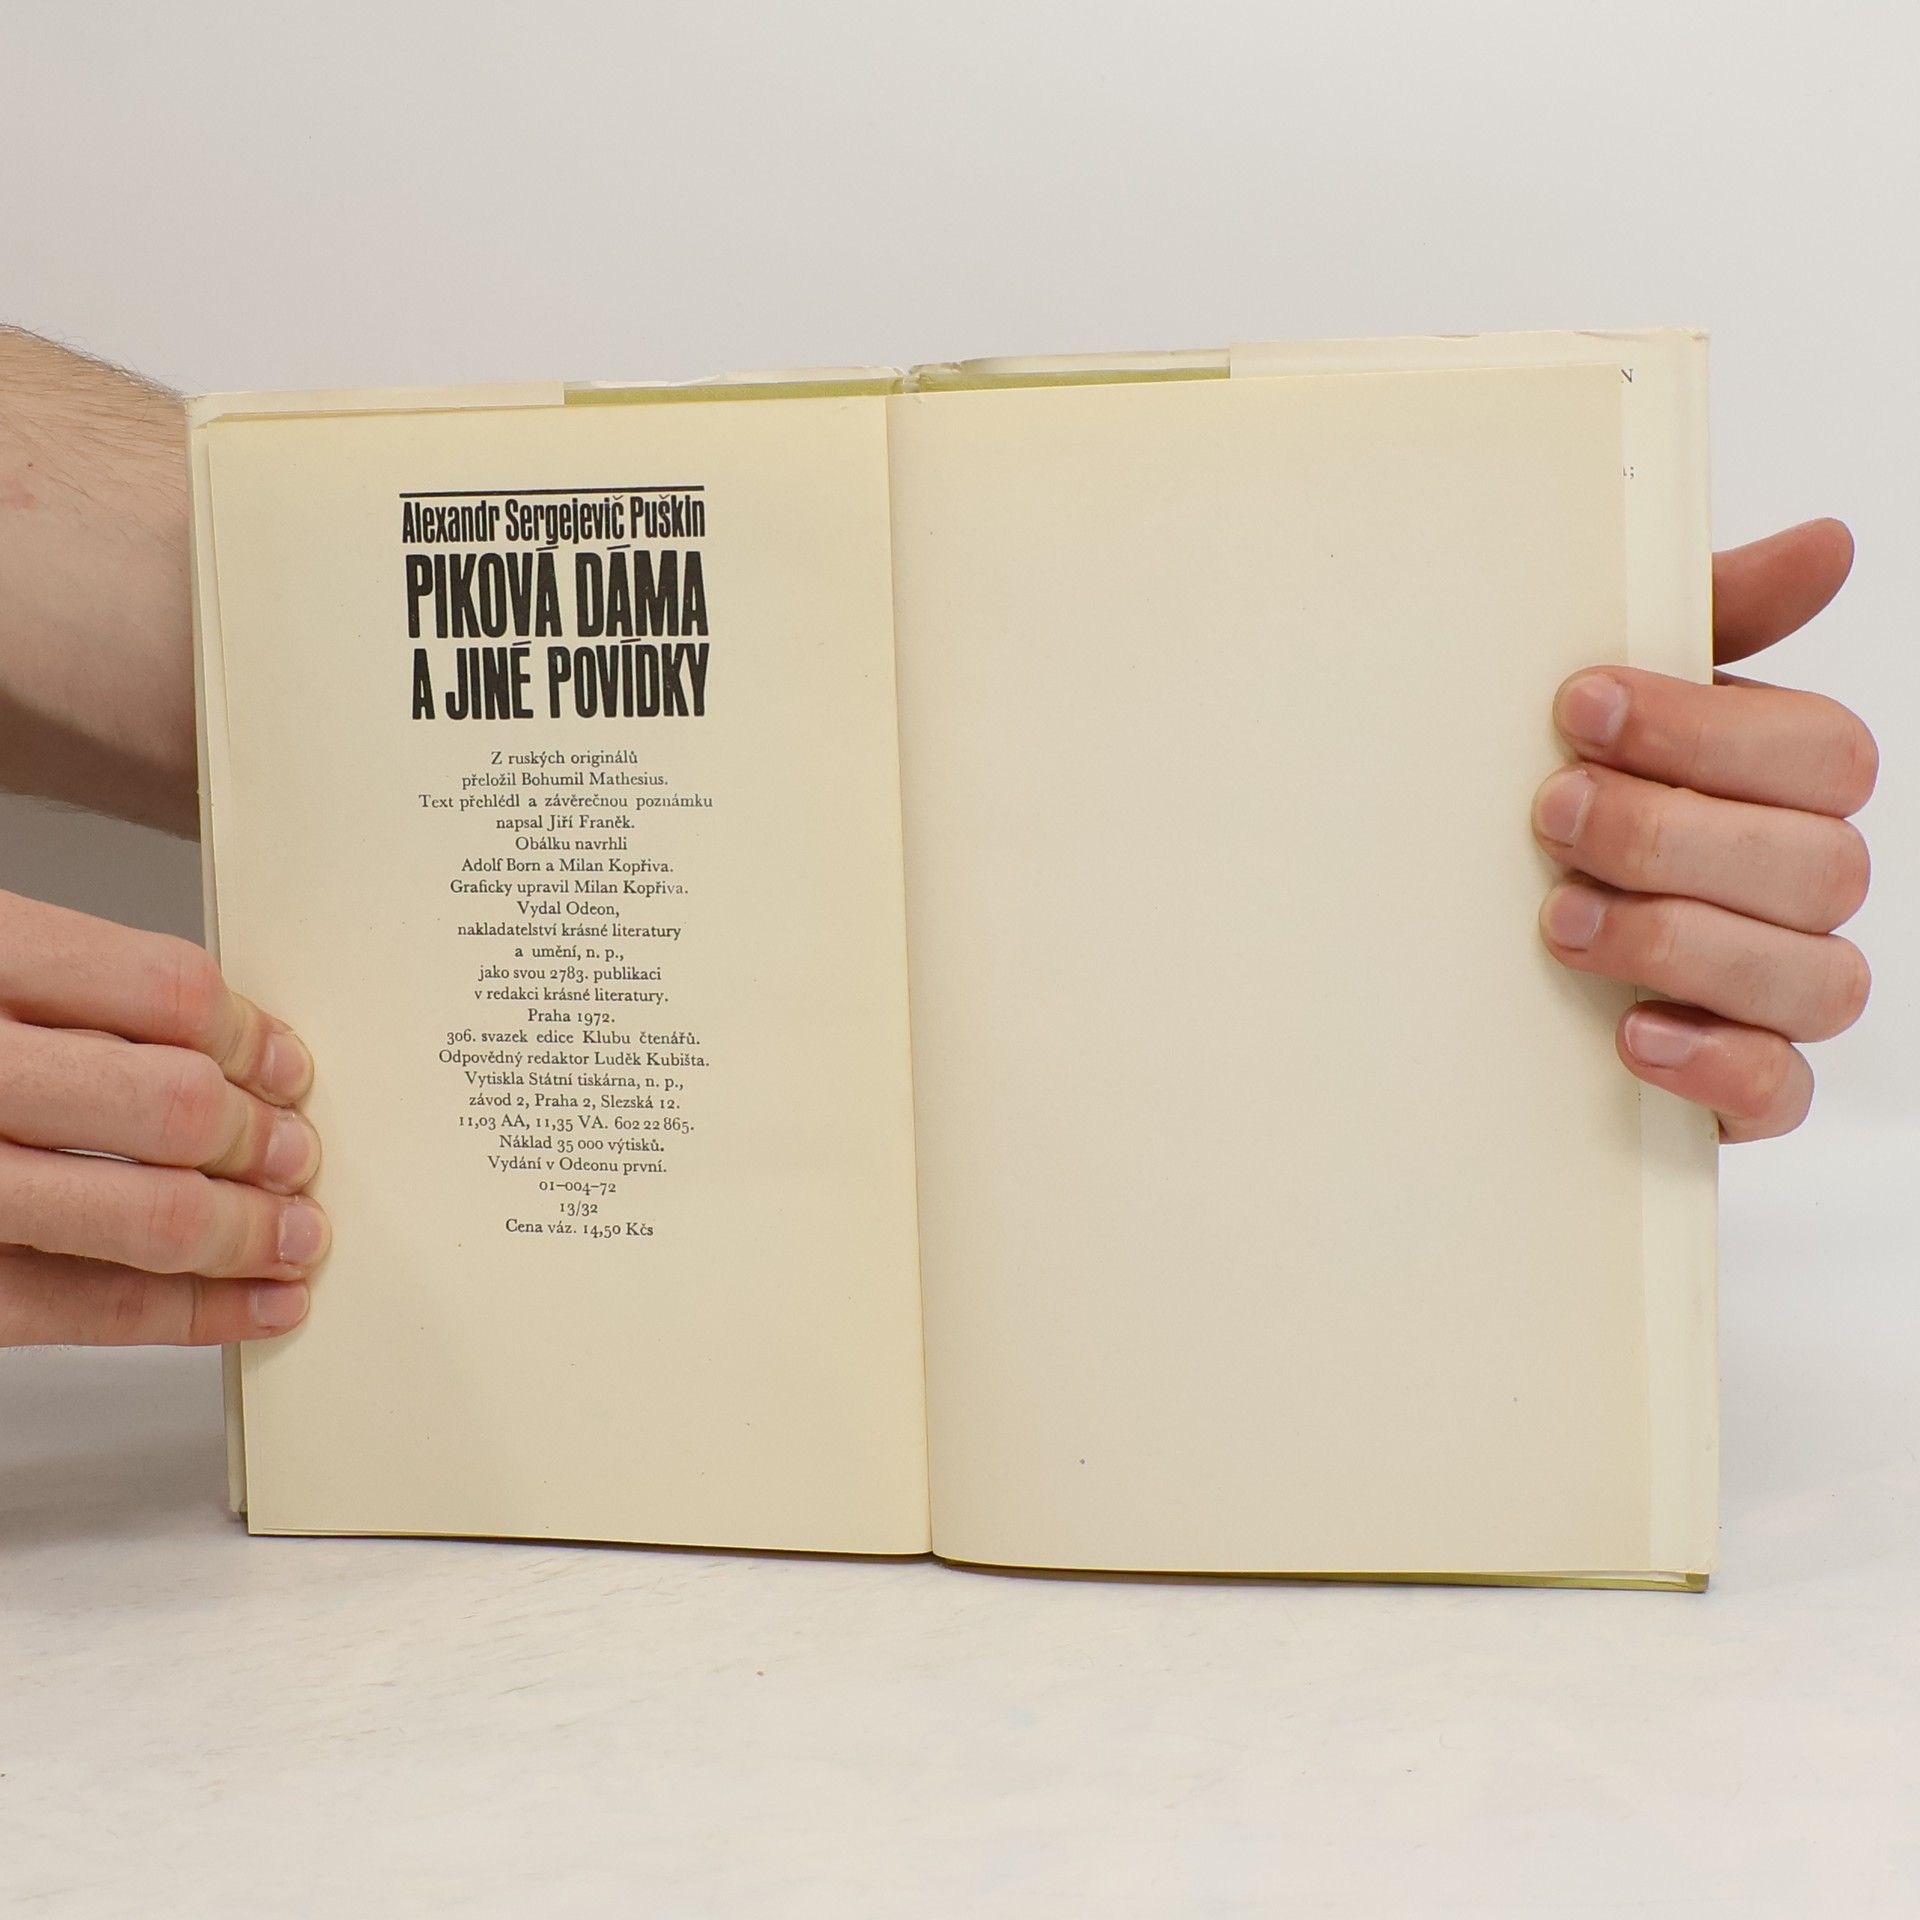 Alexandr Sergejevič Puškin
PIKOVÁ DÁMA
A JINÉ POVÍDKY
Z ruských originálů
přeložil Bohumil Mathesius.
Text přehlédl a závěrečnou poznámku
napsal Jiří Franěk.
Obálku navrhli
Adolf Born a Milan Kopřiva.
Graficky upravil Milan Kopřiva.
Vydal Odeon,
nakladatelství krásné literatury
a umění, n. p.,
jako svou 2783. publikaci
v redakci krásné literatury.
Praha 1972.
306. svazek edice Klubu čtenářů.
Odpovědný redaktor Luděk Kubišta.
Vytiskla Státní tiskárna, n. p.,
závod 2, Praha 2, Slezská 12.
11,03 AA, 11,35 VA. 602 22 865.
Náklad 35 000 výtisků.
Vydání v Odeonu první.
01–004–72
13/32
Cena váz. 14,50 Kčs
N